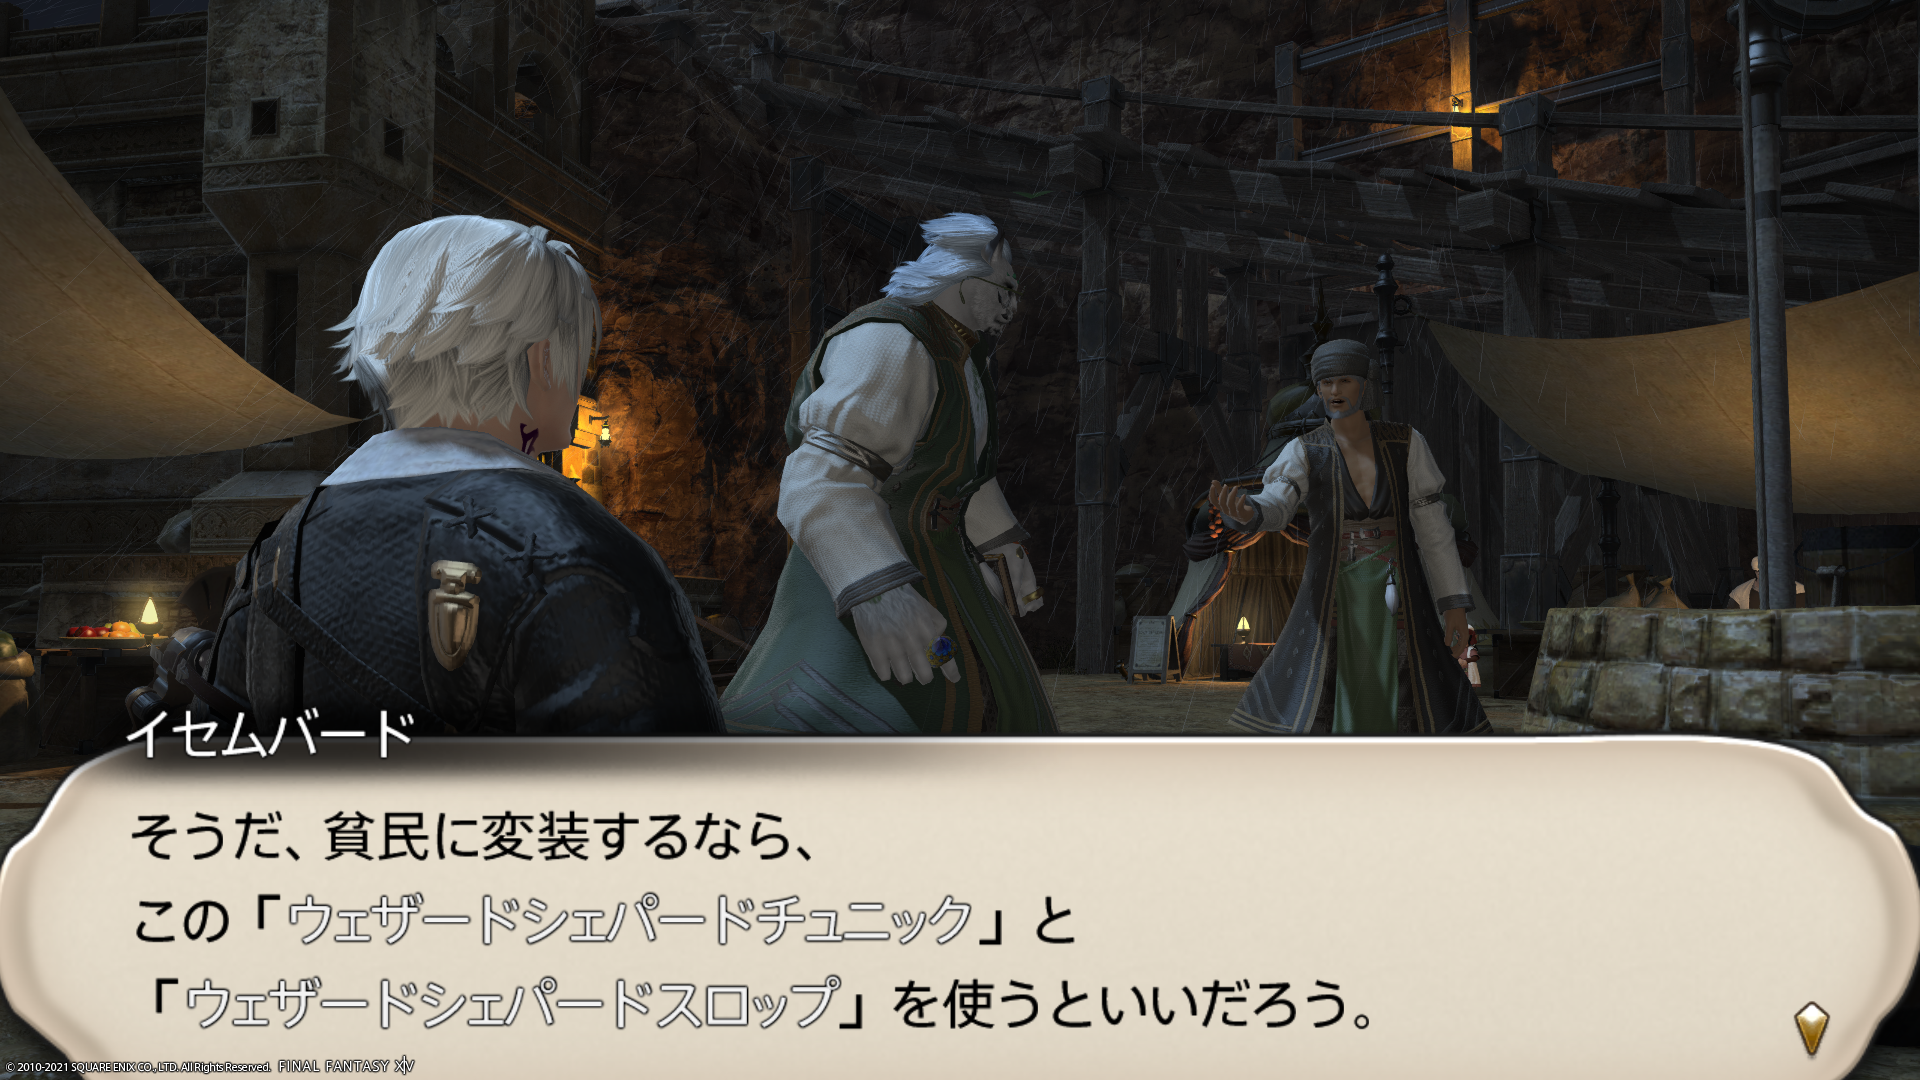 イセムバード
そうだ、貧民に変装するなら、
この「ウェザードシェパードチュニック」と
「ウェザードシェパードスロップ」を使うといいだろう。
© 2010-2021 SQUARE ENIX CO., LTD. All Rights Reserved. FINAL FANTASY XIV